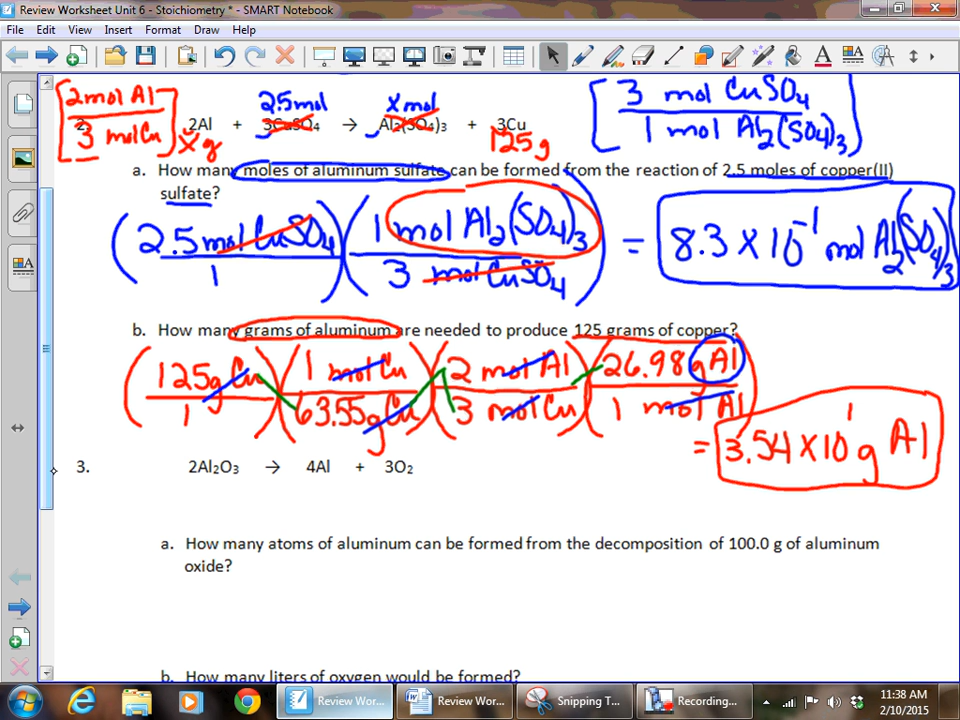 Review Worksheet Unit 6 - Stoichiometry * - SMART Notebook
File Edit View Insert Format Draw Help
2 mol Al
3 mol Cu
25mol
x mol
3 mol CuSO4
1 mol Al2(SO4)3
2. 2Al + 3CuSO4 → Al2(SO4)3 + 3Cu
x g
125g
a. How many moles of aluminum sulfate can be formed from the reaction of 2.5 moles of copper(II)
sulfate?
(2.5 mol CuSO4 / 1) (1 mol Al2(SO4)3 / 3 mol CuSO4) = 8.3 X 10^-1 mol Al2(SO4)3
b. How many grams of aluminum are needed to produce 125 grams of copper?
(125g Cu / 1) (1 mol Cu / 63.55g Cu) (2 mol Al / 3 mol Cu) (26.98 g Al / 1 mol Al)
= 3.54 X 10^1 g Al
3. 2Al2O3 → 4Al + 3O2
a. How many atoms of aluminum can be formed from the decomposition of 100.0 g of aluminum
oxide?
b. How many liters of oxygen would be formed?
Review Wor... Review Wor... Snipping T... Recording...
11:38 AM
2/10/2015